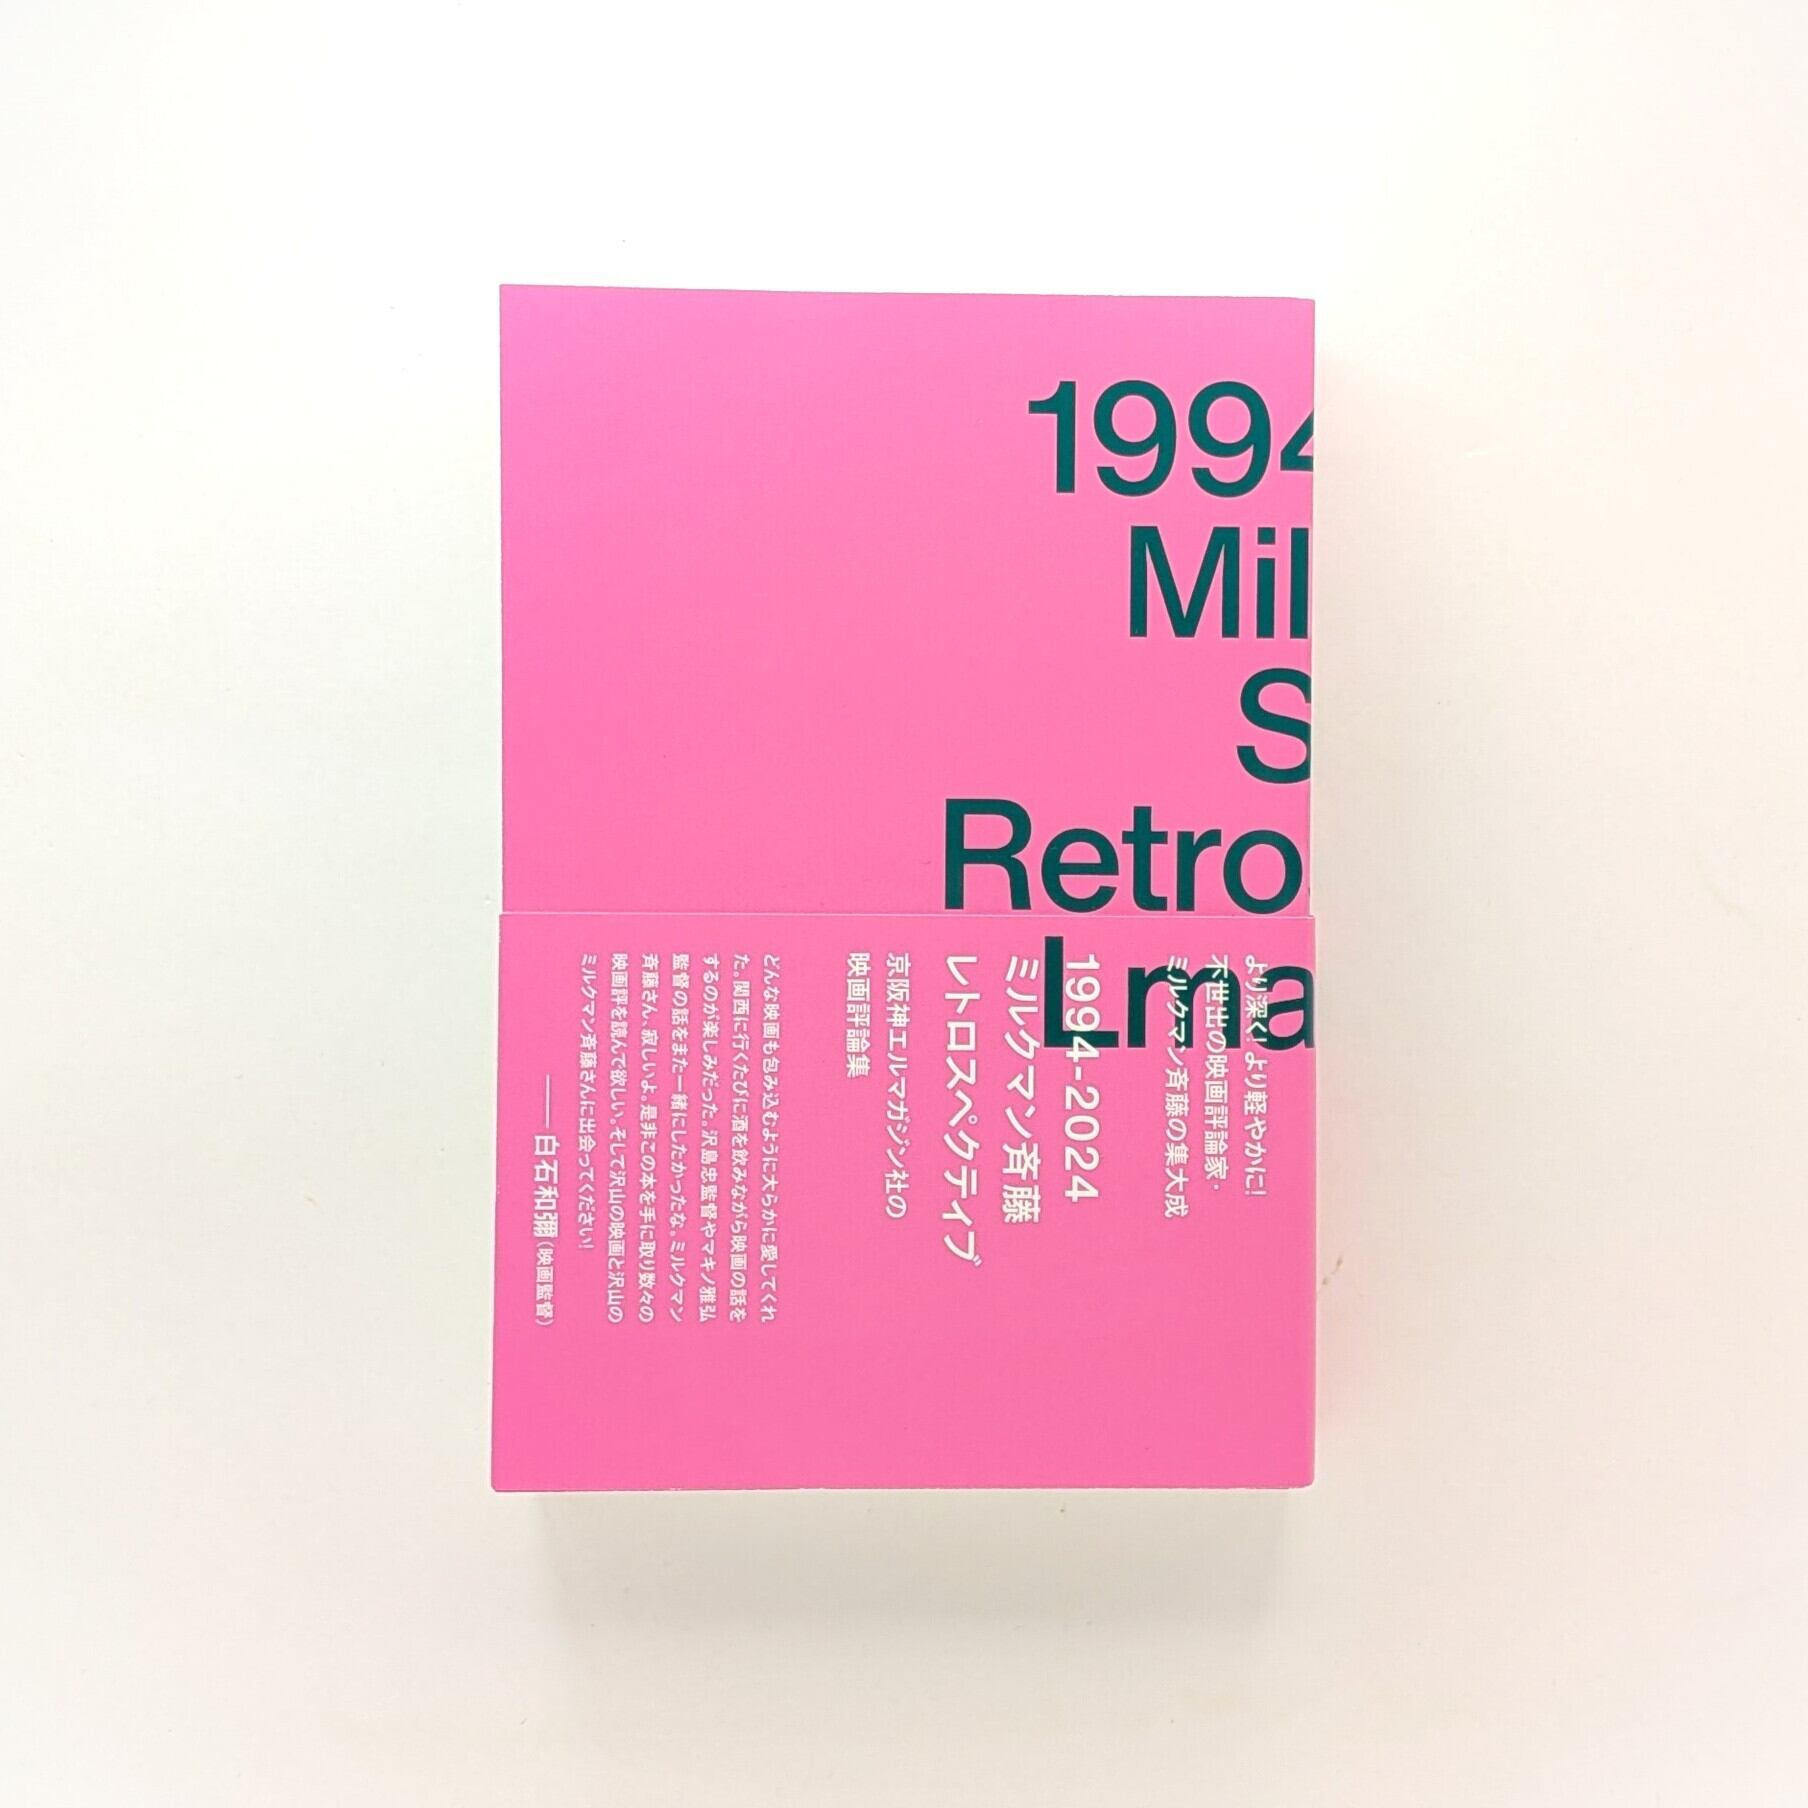 1994
Mil
S
Retro
Lma
より深く！より軽やかに！
不世出の映画評論家・
ミルクマン斉藤の集大成
1994-2024
ミルクマン斉藤
レトロスペクティブ
京阪神エルマガジン社の
映画評論集
どんな映画も包み込むように大らかに愛してくれ
た。関西に行くたびに酒を飲みながら映画の話を
するのが楽しみだった。沢島忠監督やマキノ雅弘
監督の話をまた一緒にしたかったな。ミルクマン
斉藤さん、寂しいよ。是非この本を手に取り数々の
映画評を読んで欲しい。そして沢山の映画と沢山の
ミルクマン斉藤さんに出会ってください！
――白石和彌（映画監督）